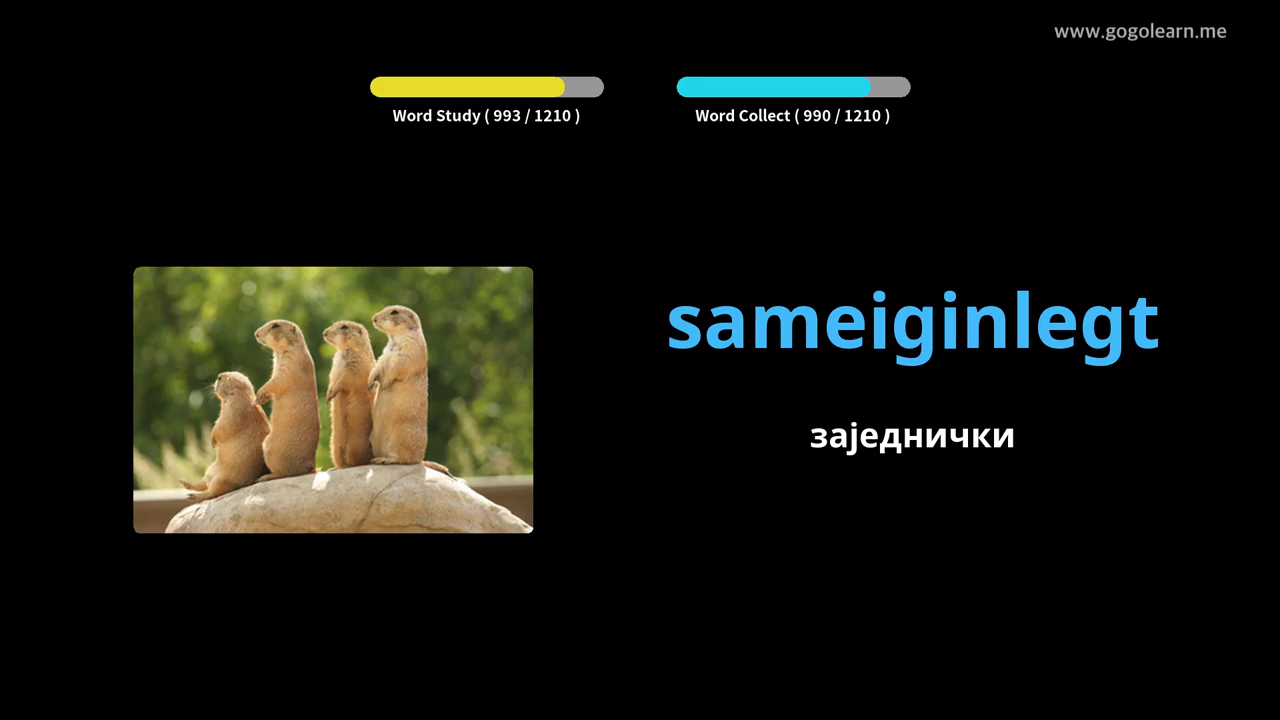 www.gogolearn.me
Word Study ( 993 / 1210 )
Word Collect ( 990 / 1210 )
sameiginlegt
заједнички